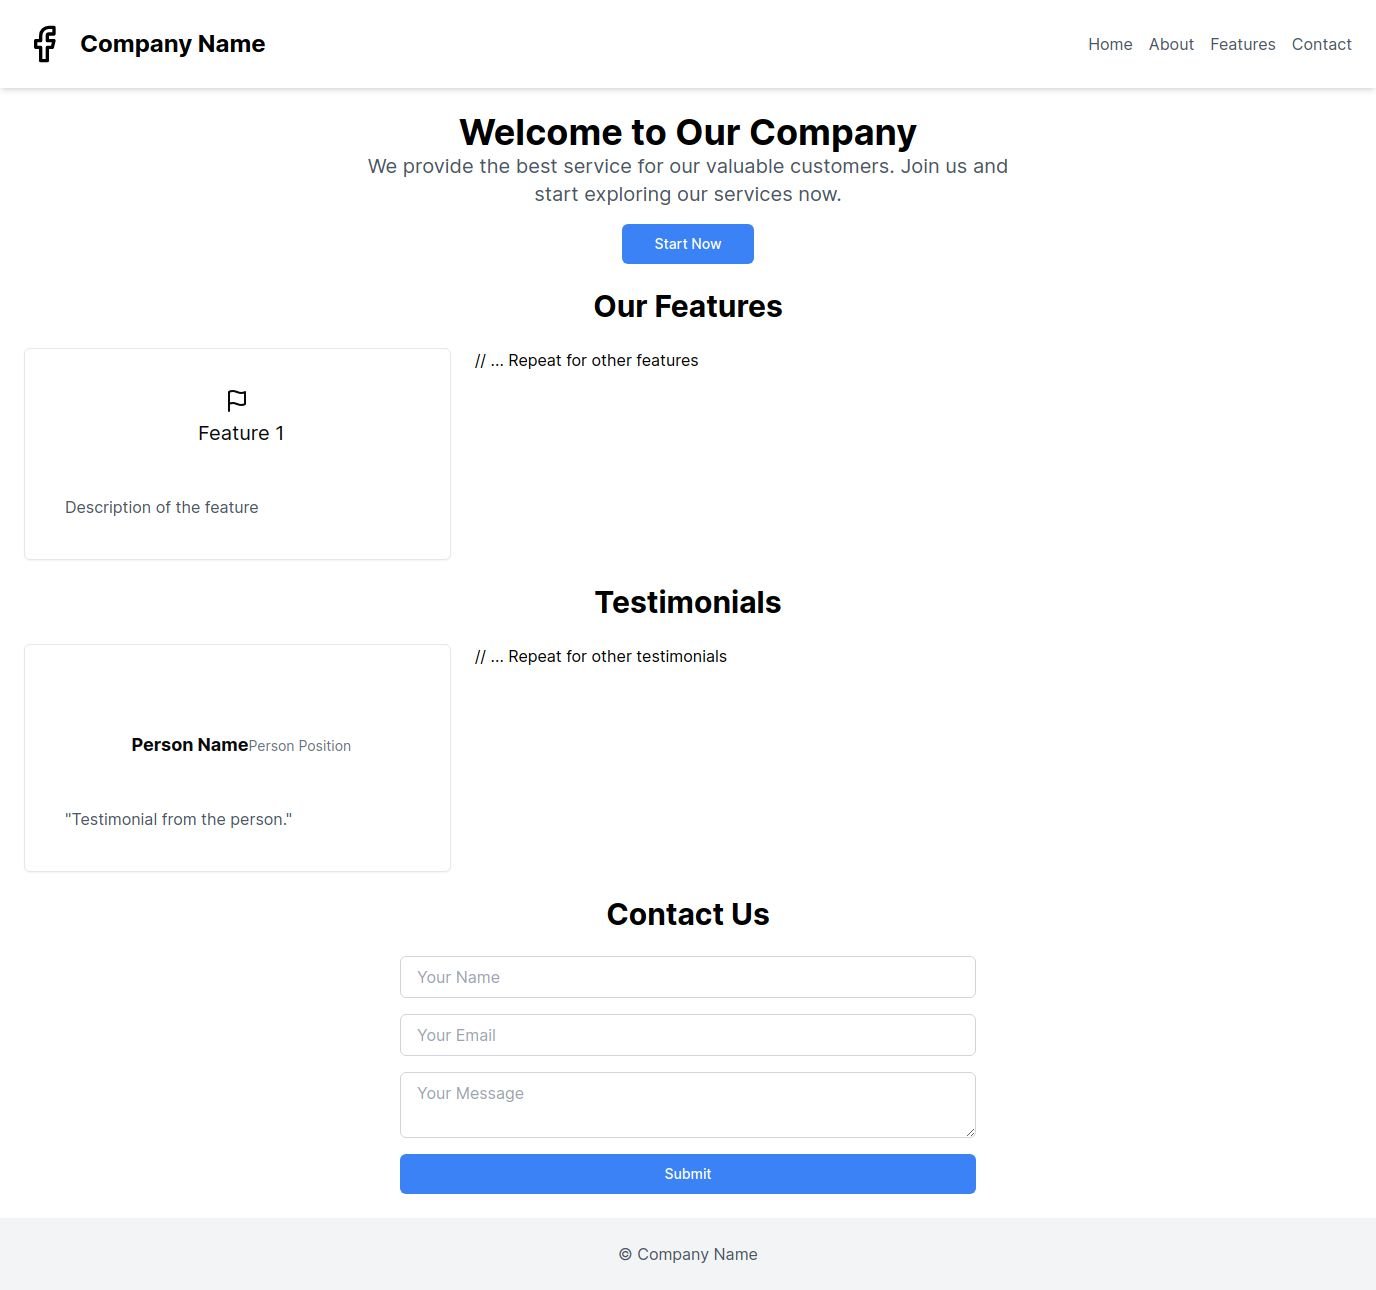 Company Name
Home About Features Contact
Welcome to Our Company
We provide the best service for our valuable customers. Join us and
start exploring our services now.
Start Now
Our Features
Feature 1
Description of the feature
// ... Repeat for other features
Testimonials
Person Name Person Position
"Testimonial from the person."
// ... Repeat for other testimonials
Contact Us
Your Name
Your Email
Your Message
Submit
© Company Name